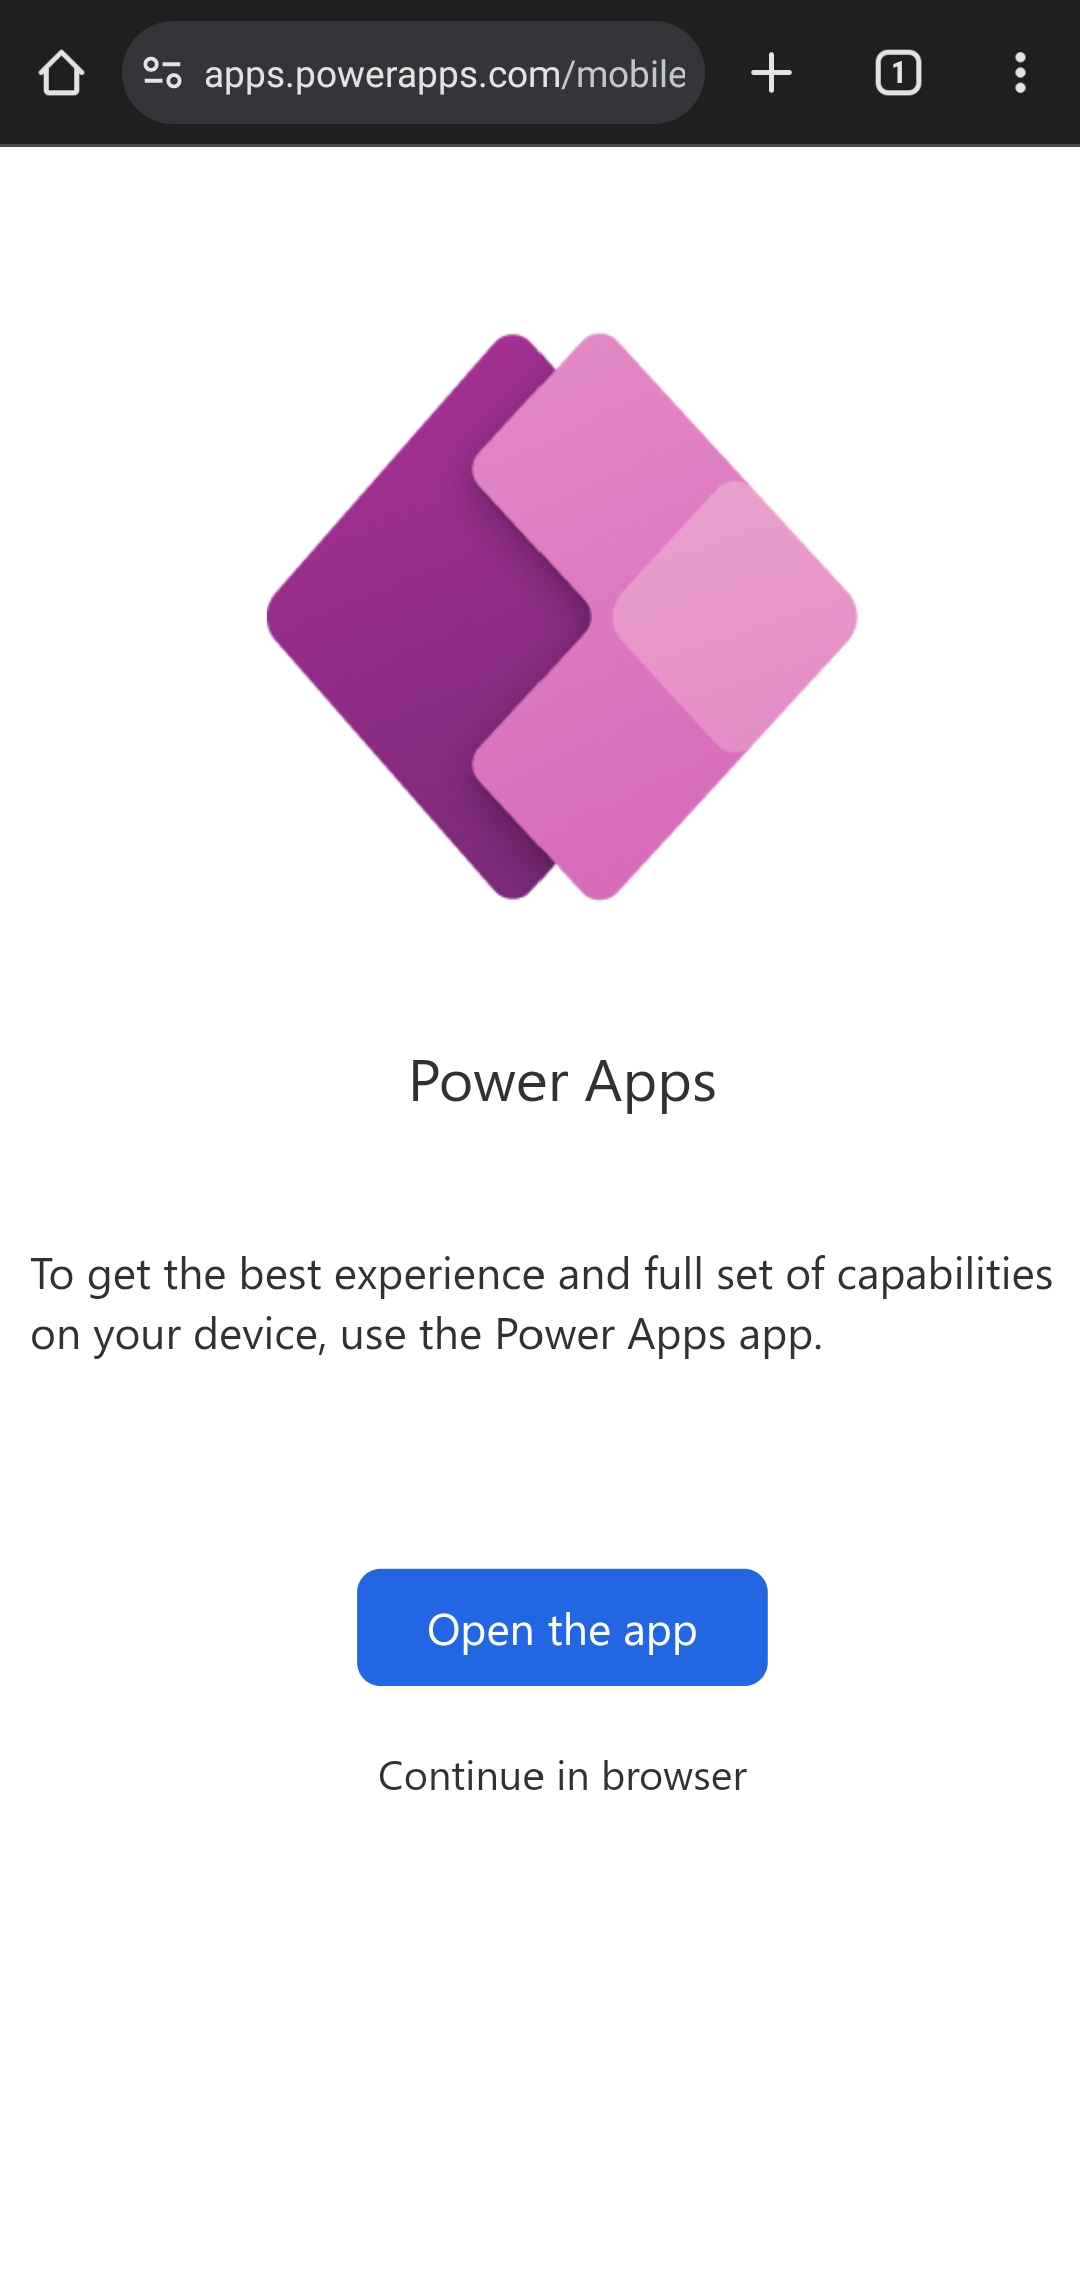 apps.powerapps.com/mobile
1
Power Apps
To get the best experience and full set of capabilities
on your device, use the Power Apps app.
Open the app
Continue in browser